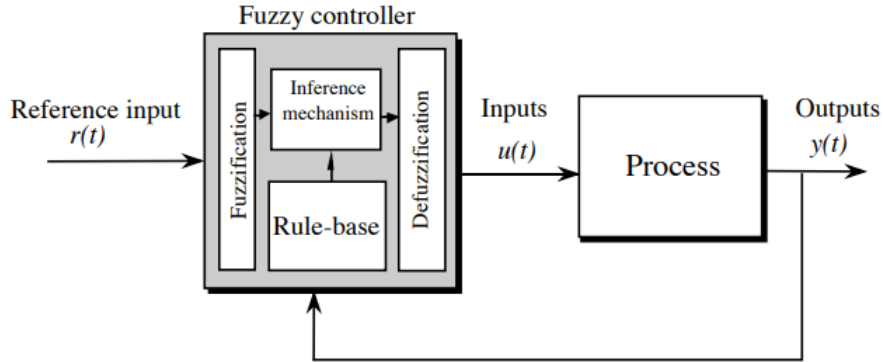 Fuzzy controller
Reference input
r(t)
Fuzzification
Inference
mechanism
Rule-base
Defuzzification
Inputs
u(t)
Process
Outputs
y(t)